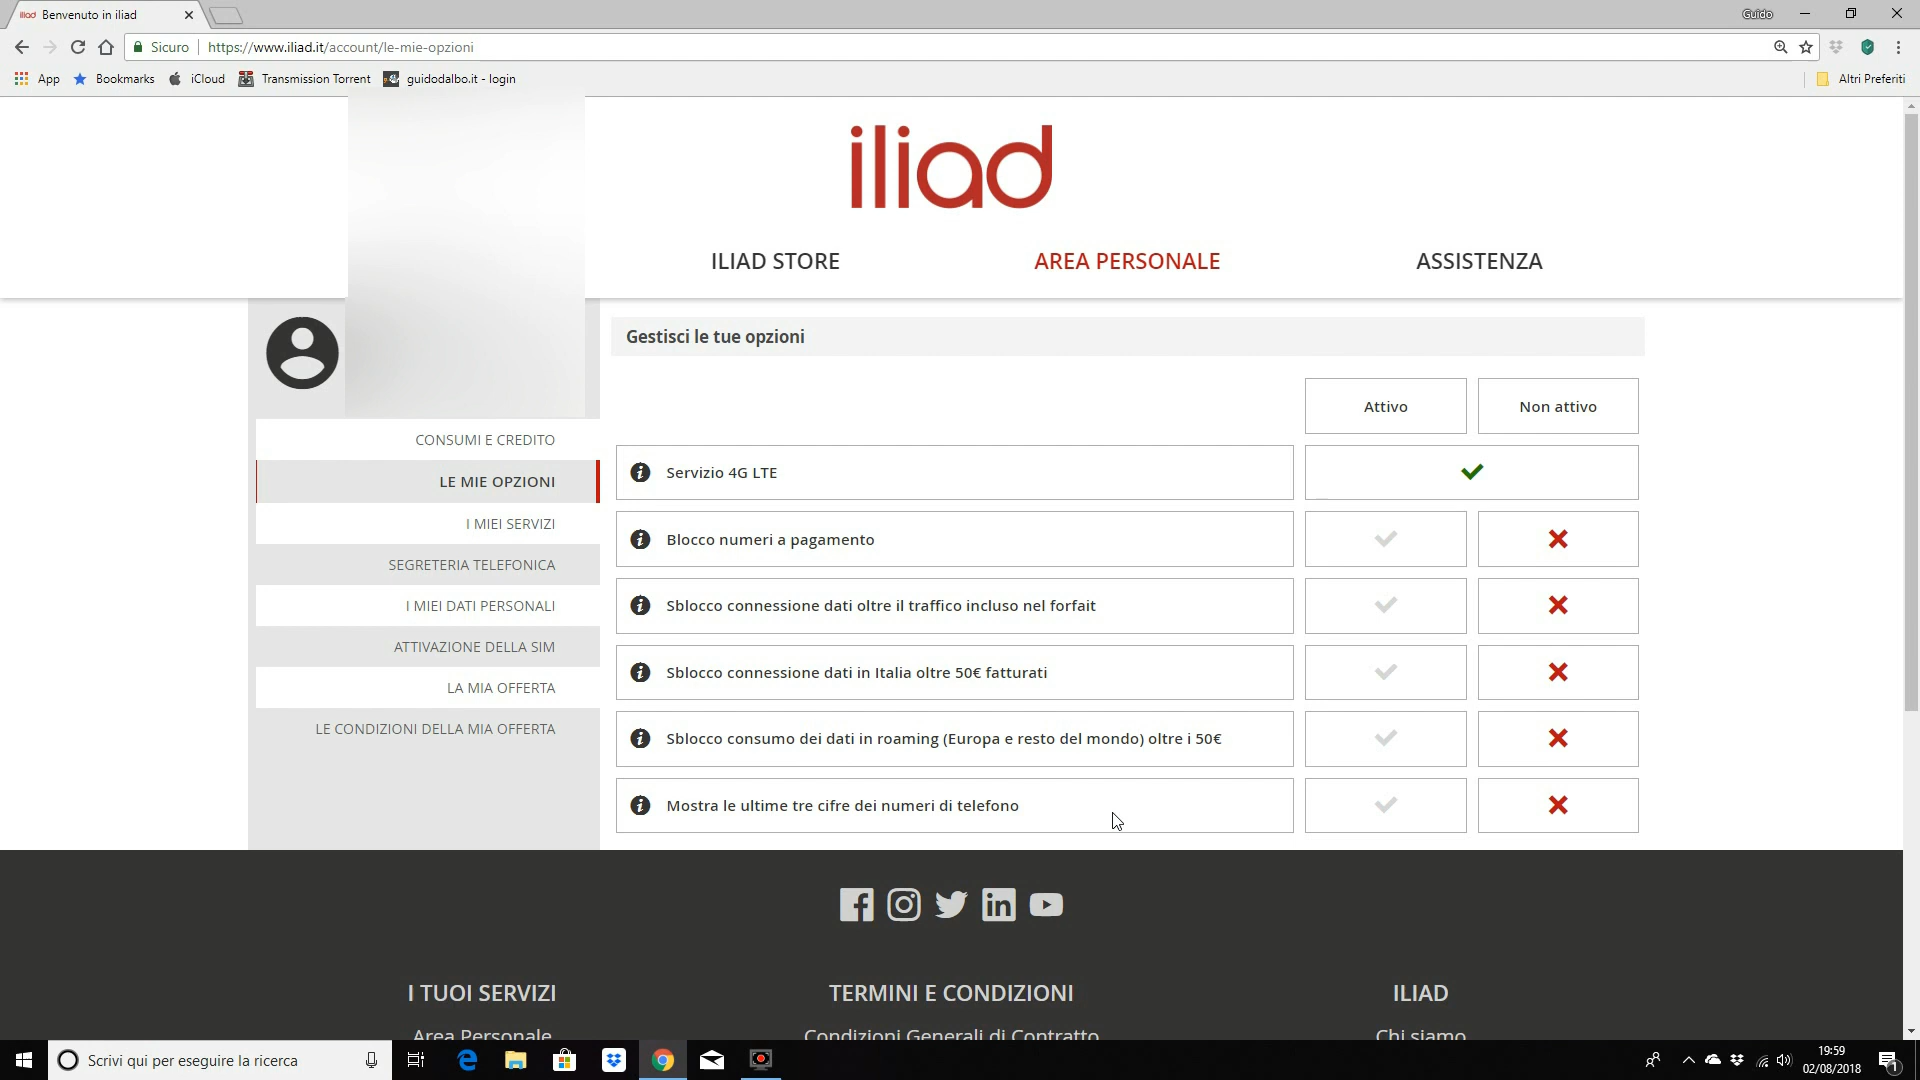 iliad Benvenuto in iliad
Guido
Sicuro https://www.iliad.it/account/le-mie-opzioni
App Bookmarks iCloud Transmission Torrent guidodalbo.it - login Altri Preferiti
iliad
ILIAD STORE AREA PERSONALE ASSISTENZA
Gestisci le tue opzioni
Attivo Non attivo
CONSUMI E CREDITO
LE MIE OPZIONI
I MIEI SERVIZI
SEGRETERIA TELEFONICA
I MIEI DATI PERSONALI
ATTIVAZIONE DELLA SIM
LA MIA OFFERTA
LE CONDIZIONI DELLA MIA OFFERTA
Servizio 4G LTE
Blocco numeri a pagamento
Sblocco connessione dati oltre il traffico incluso nel forfait
Sblocco connessione dati in Italia oltre 50€ fatturati
Sblocco consumo dei dati in roaming (Europa e resto del mondo) oltre i 50€
Mostra le ultime tre cifre dei numeri di telefono
I TUOI SERVIZI TERMINI E CONDIZIONI ILIAD
Area Personale Condizioni Generali di Contratto Chi siamo
Scrivi qui per eseguire la ricerca
19:59
02/08/2018
1